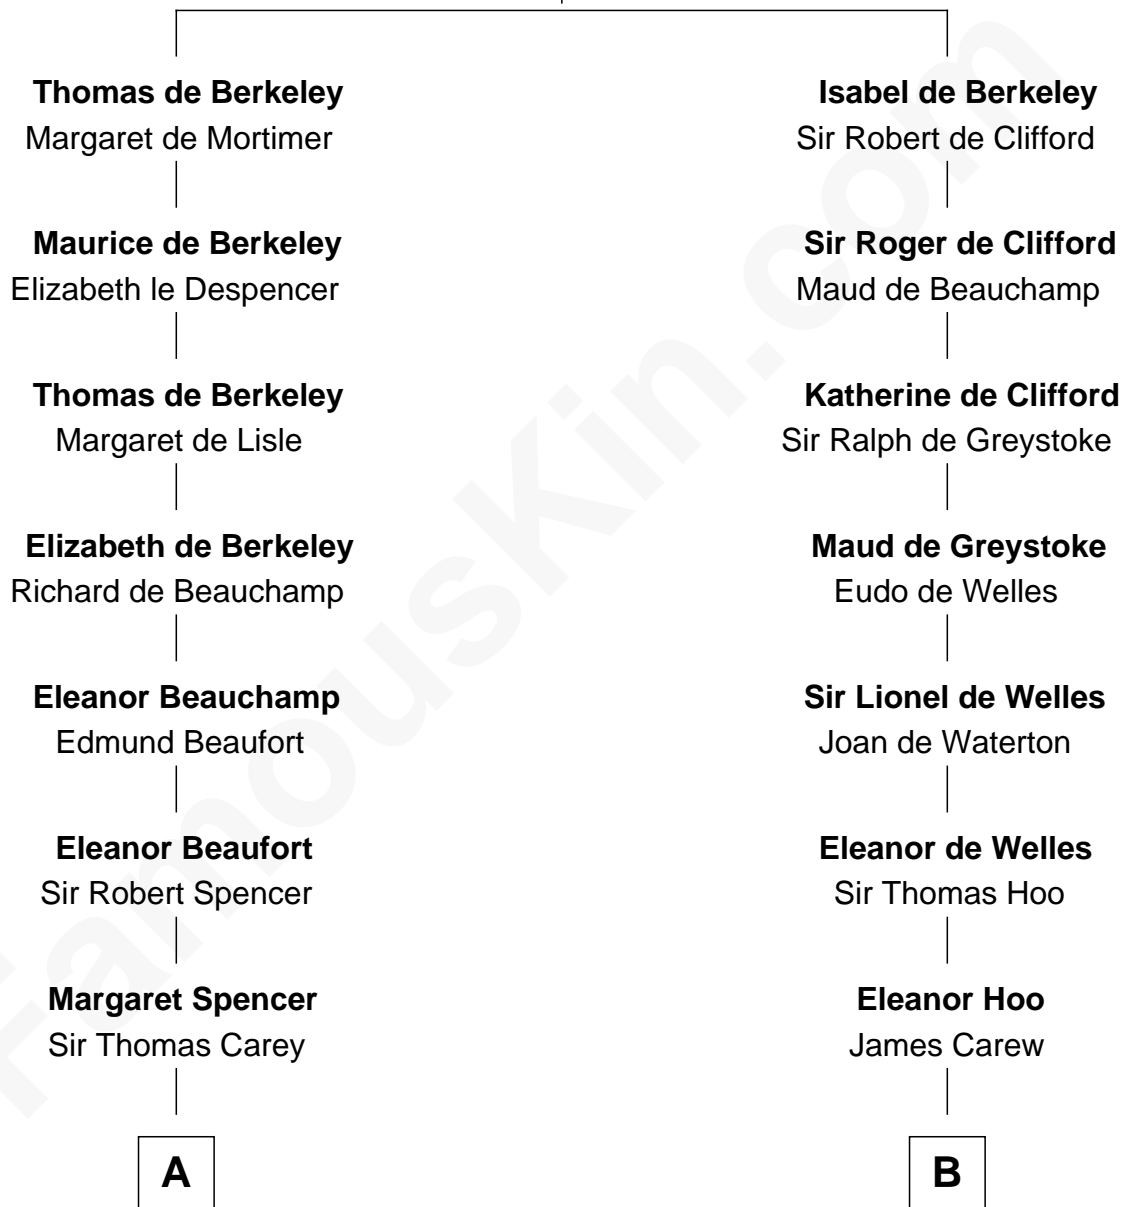 Thomas de Berkeley
Margaret de Mortimer
Isabel de Berkeley
Sir Robert de Clifford
Maurice de Berkeley
Elizabeth le Despencer
Sir Roger de Clifford
Maud de Beauchamp
Thomas de Berkeley
Margaret de Lisle
Katherine de Clifford
Sir Ralph de Greystoke
Elizabeth de Berkeley
Richard de Beauchamp
Maud de Greystoke
Eudo de Welles
Eleanor Beauchamp
Edmund Beaufort
Sir Lionel de Welles
Joan de Waterton
Eleanor Beaufort
Sir Robert Spencer
Eleanor de Welles
Sir Thomas Hoo
Margaret Spencer
Sir Thomas Carey
Eleanor Hoo
James Carew
A
B
FamousKin.com